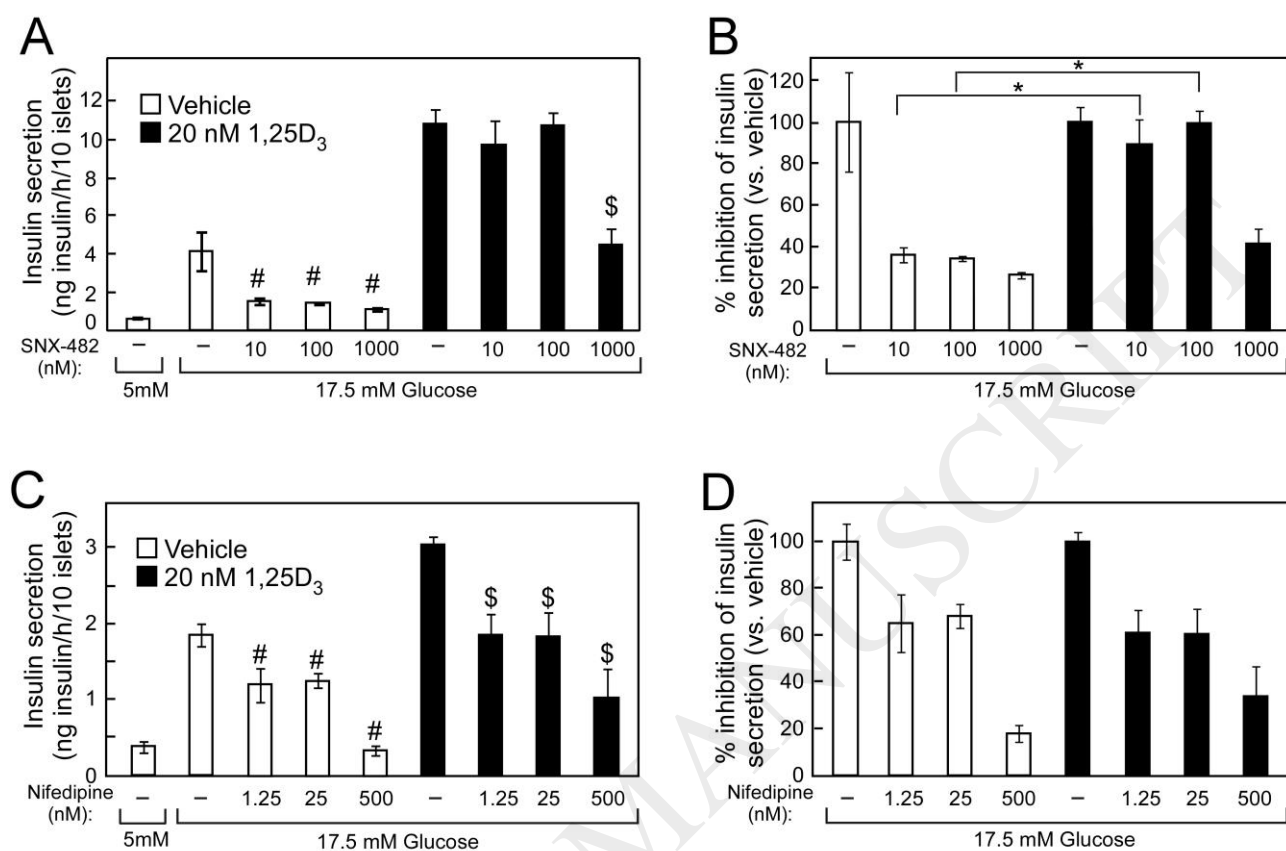 A
Insulin secretion
(ng insulin/h/10 islets)
12
10
8
6
4
2
0
Vehicle
20 nM 1,25D3
# # #
$
SNX-482
(nM):
– – 10 100 1000 – 10 100 1000
5mM
17.5 mM Glucose
B
% inhibition of insulin
secretion (vs. vehicle)
120
100
80
60
40
20
0
*
*
SNX-482
(nM):
– 10 100 1000 – 10 100 1000
17.5 mM Glucose
C
Insulin secretion
(ng insulin/h/10 islets)
3
2
1
0
Vehicle
20 nM 1,25D3
# # #
$ $ $
Nifedipine
(nM):
– – 1.25 25 500 – 1.25 25 500
5mM
17.5 mM Glucose
D
% inhibition of insulin
secretion (vs. vehicle)
100
80
60
40
20
0
Nifedipine
(nM):
– 1.25 25 500 – 1.25 25 500
17.5 mM Glucose
MANUSCRIPT